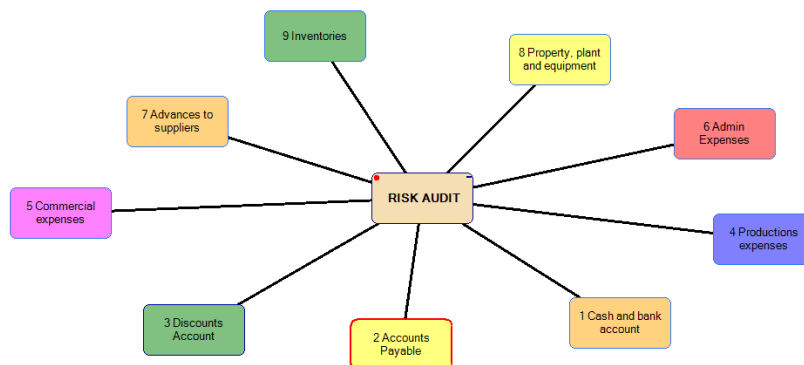 9 Inventories
8 Property, plant
and equipment
7 Advances to
suppliers
6 Admin
Expenses
RISK AUDIT
5 Commercial
expenses
4 Productions
expenses
3 Discounts
Account
2 Accounts
Payable
1 Cash and bank
account